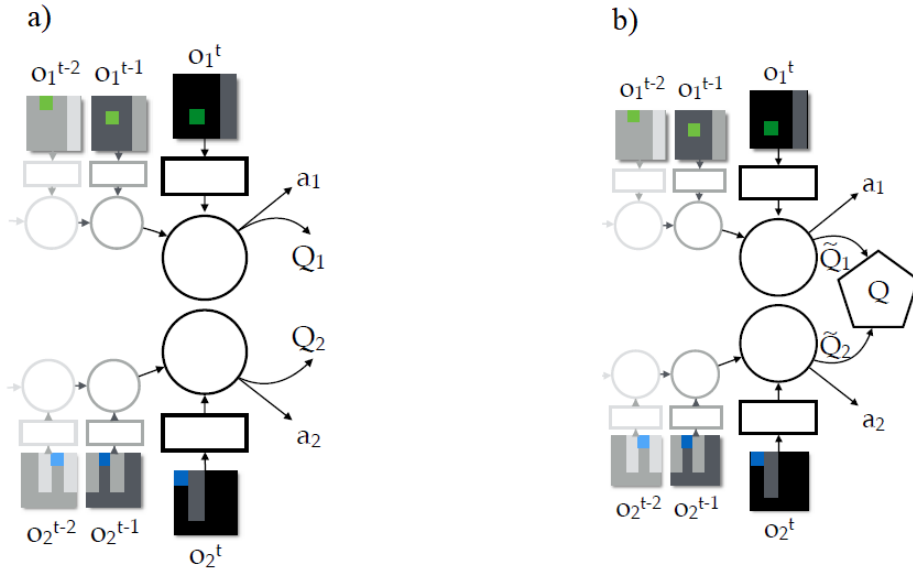 a)
o₁ᵗ⁻² o₁ᵗ⁻¹ o₁ᵗ
a₁
Q₁
Q₂
a₂
o₂ᵗ⁻² o₂ᵗ⁻¹ o₂ᵗ
b)
o₁ᵗ⁻² o₁ᵗ⁻¹ o₁ᵗ
a₁
Q̃₁
Q
Q̃₂
a₂
o₂ᵗ⁻² o₂ᵗ⁻¹ o₂ᵗ